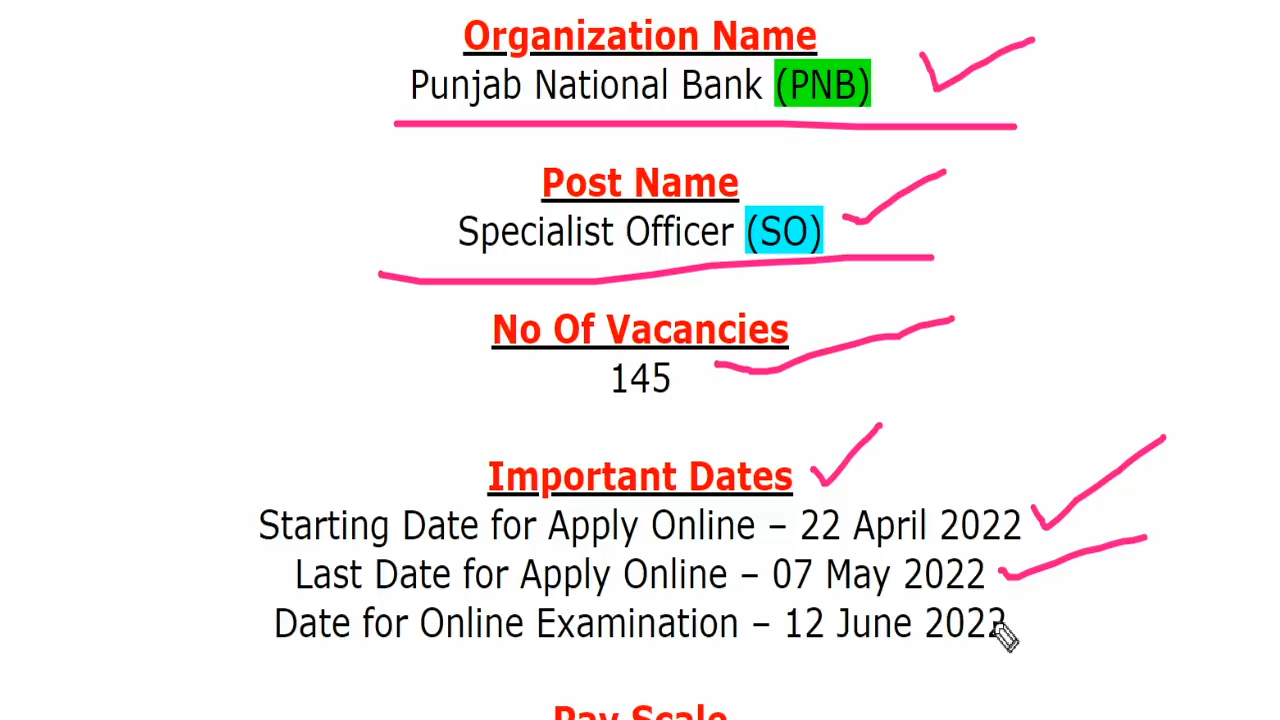 Organization Name
Punjab National Bank (PNB)
Post Name
Specialist Officer (SO)
No Of Vacancies
145
Important Dates
Starting Date for Apply Online – 22 April 2022
Last Date for Apply Online – 07 May 2022
Date for Online Examination – 12 June 2022
Pay Scale